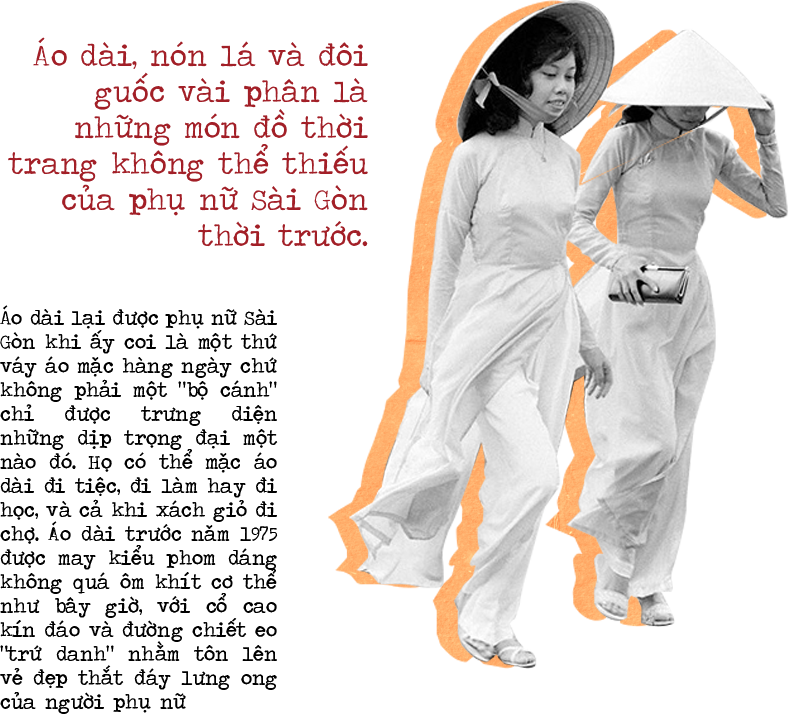 Áo dài, nón lá và đôi
guốc vài phân là
những món đồ thời
trang không thể thiếu
của phụ nữ Sài Gòn
thời trước.
Áo dài lại được phụ nữ Sài
Gòn khi ấy coi là một thứ
váy áo mặc hàng ngày chứ
không phải một "bộ cánh"
chỉ được trưng diện
những dịp trọng đại một
nào đó. Họ có thể mặc áo
dài đi tiệc, đi làm hay đi
học, và cả khi xách giỏ đi
chợ. Áo dài trước năm 1975
được may kiểu phom dáng
không quá ôm khít cơ thể
như bây giờ, với cổ cao
kín đáo và đường chiết eo
"trứ danh" nhằm tôn lên
vẻ đẹp thắt đáy lưng ong
của người phụ nữ